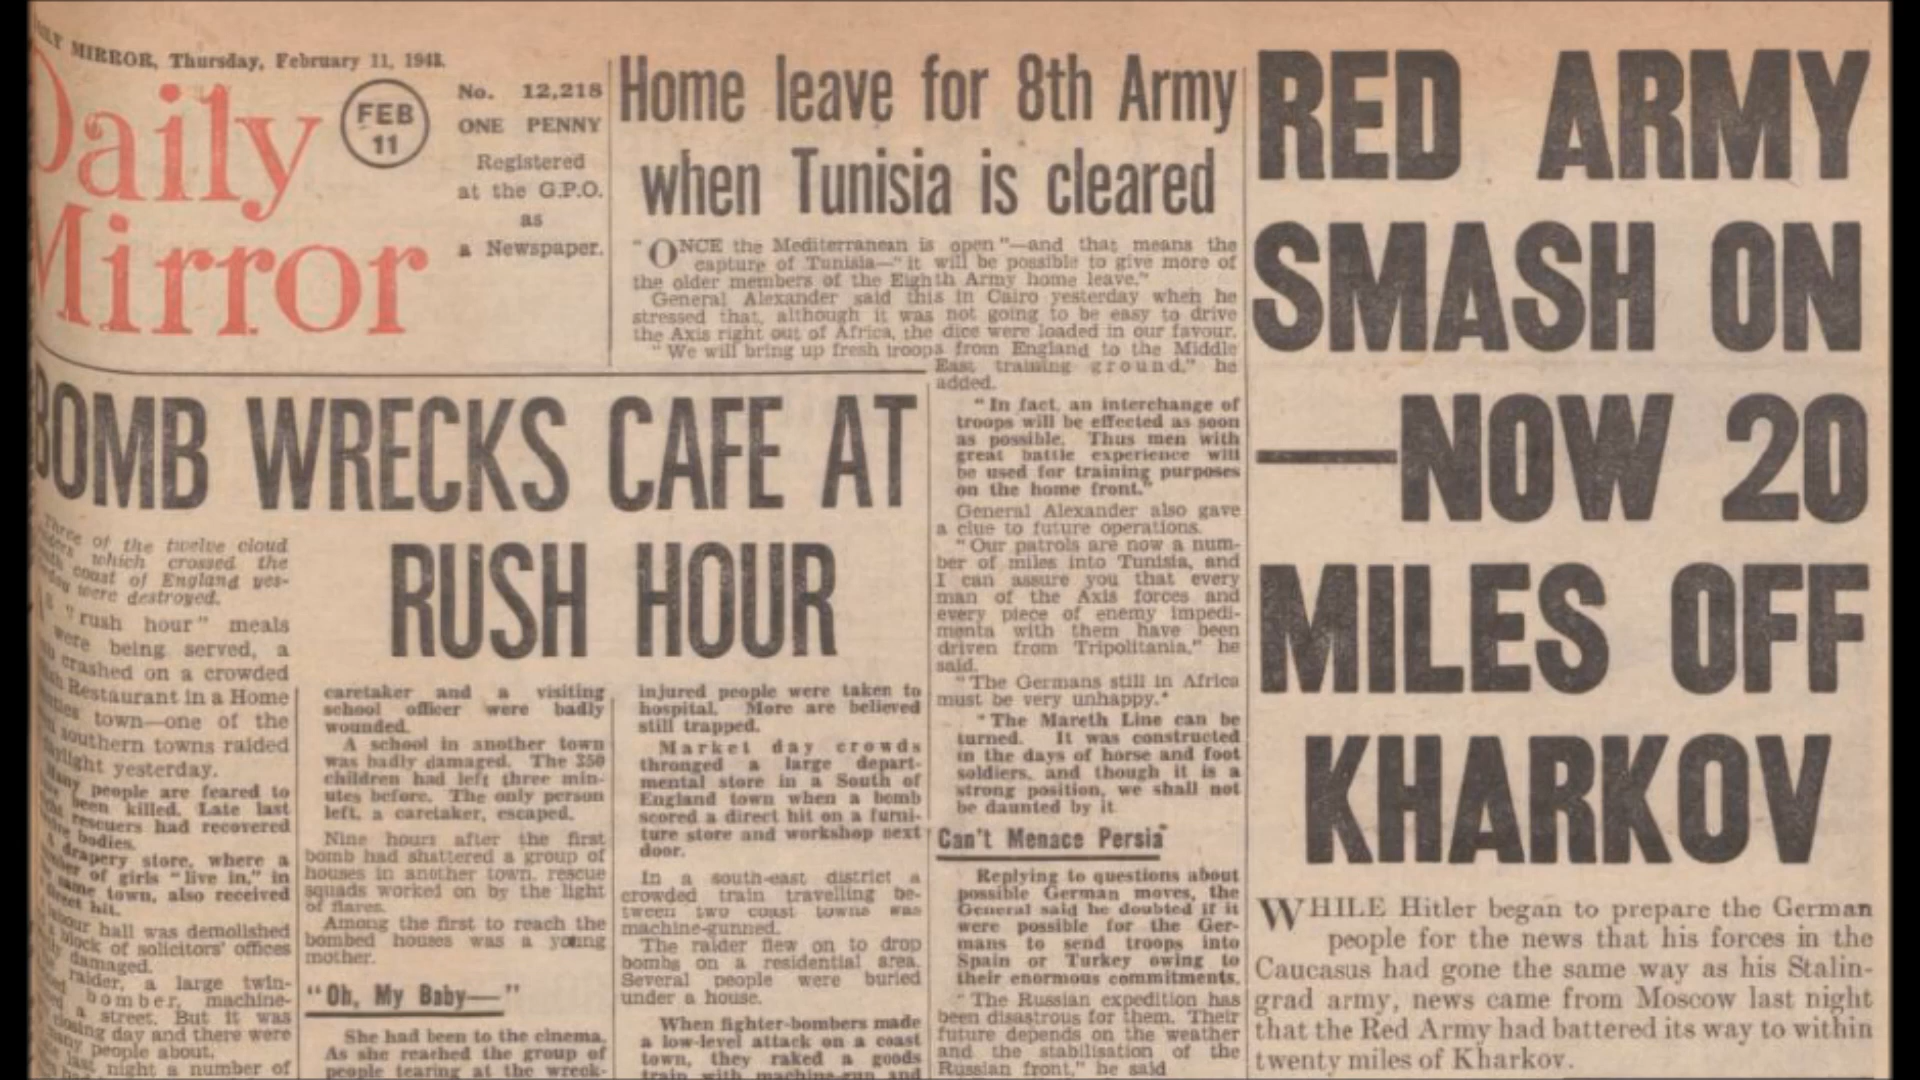 MIRROR, Thursday, February 11, 1943.
Daily
Mirror
FEB
11
No. 12,218
ONE PENNY
Registered
at the G.P.O.
as
a Newspaper.
Home leave for 8th Army
when Tunisia is cleared
"ONCE the Mediterranean is open"—and that means the
capture of Tunisia—"it will be possible to give more of
the older members of the Eighth Army home leave."
General Alexander said this in Cairo yesterday when he
stressed that, although it was not going to be easy to drive
the Axis right out of Africa, the dice were loaded in our favour.
"We will bring up fresh troops from England to the Middle
East training ground," he
added.
"In fact, an interchange of
troops will be effected as soon
as possible. Thus men with
great battle experience will
be used for training purposes
on the home front."
General Alexander also gave
a clue to future operations.
"Our patrols are now a num-
ber of miles into Tunisia, and
I can assure you that every
man of the Axis forces and
every piece of enemy impedi-
menta with them have been
driven from Tripolitania," he
said.
"The Germans still in Africa
must be very unhappy."
"The Mareth Line can be
turned. It was constructed
in the days of horse and foot
soldiers, and though it is a
strong position, we shall not
be daunted by it
Can't Menace Persia
Replying to questions about
possible German moves, the
General said he doubted if it
were possible for the Ger-
mans to send troops into
Spain or Turkey owing to
their enormous commitments.
"The Russian expedition has
been disastrous for them. Their
future depends on the weather
and the stabilisation of the
Russian front," he said
RED ARMY
SMASH ON
—NOW 20
MILES OFF
KHARKOV
WHILE Hitler began to prepare the German
people for the news that his forces in the
Caucasus had gone the same way as his Stalin-
grad army, news came from Moscow last night
that the Red Army had battered its way to within
twenty miles of Kharkov.
BOMB WRECKS CAFE AT
RUSH HOUR
Three of the twelve cloud
which crossed the
coast of England yes-
were destroyed.
"rush hour" meals
were being served, a
crashed on a crowded
Restaurant in a Home
town—one of the
southern towns raided
yesterday.
Many people are feared to
been killed. Late last
rescuers had recovered
bodies.
drapery store, where a
of girls "live in," in
same town, also received
hit.
hall was demolished
block of solicitors' offices
damaged.
raider, a large twin-
bomber, machine-
a street. But it was
closing day and there were
people about.
last night a number of
caretaker and a visiting
school officer were badly
wounded.
A school in another town
was badly damaged. The 350
children had left three min-
utes before. The only person
left, a caretaker, escaped.
Nine hours after the first
bomb had shattered a group of
houses in another town, rescue
squads worked on by the light
of flares.
Among the first to reach the
bombed houses was a young
mother.
"Oh, My Baby—"
She had been to the cinema.
As she reached the group of
people tearing at the wreck-
injured people were taken to
hospital. More are believed
still trapped.
Market day crowds
thronged a large depart-
mental store in a South of
England town when a bomb
scored a direct hit on a furni-
ture store and workshop next
door.
In a south-east district a
crowded train travelling be-
tween two coast towns was
machine-gunned.
The raider flew on to drop
bombs on a residential area.
Several people were buried
under a house.
When fighter-bombers made
a low-level attack on a coast
town, they raked a goods
train with machine-gun and